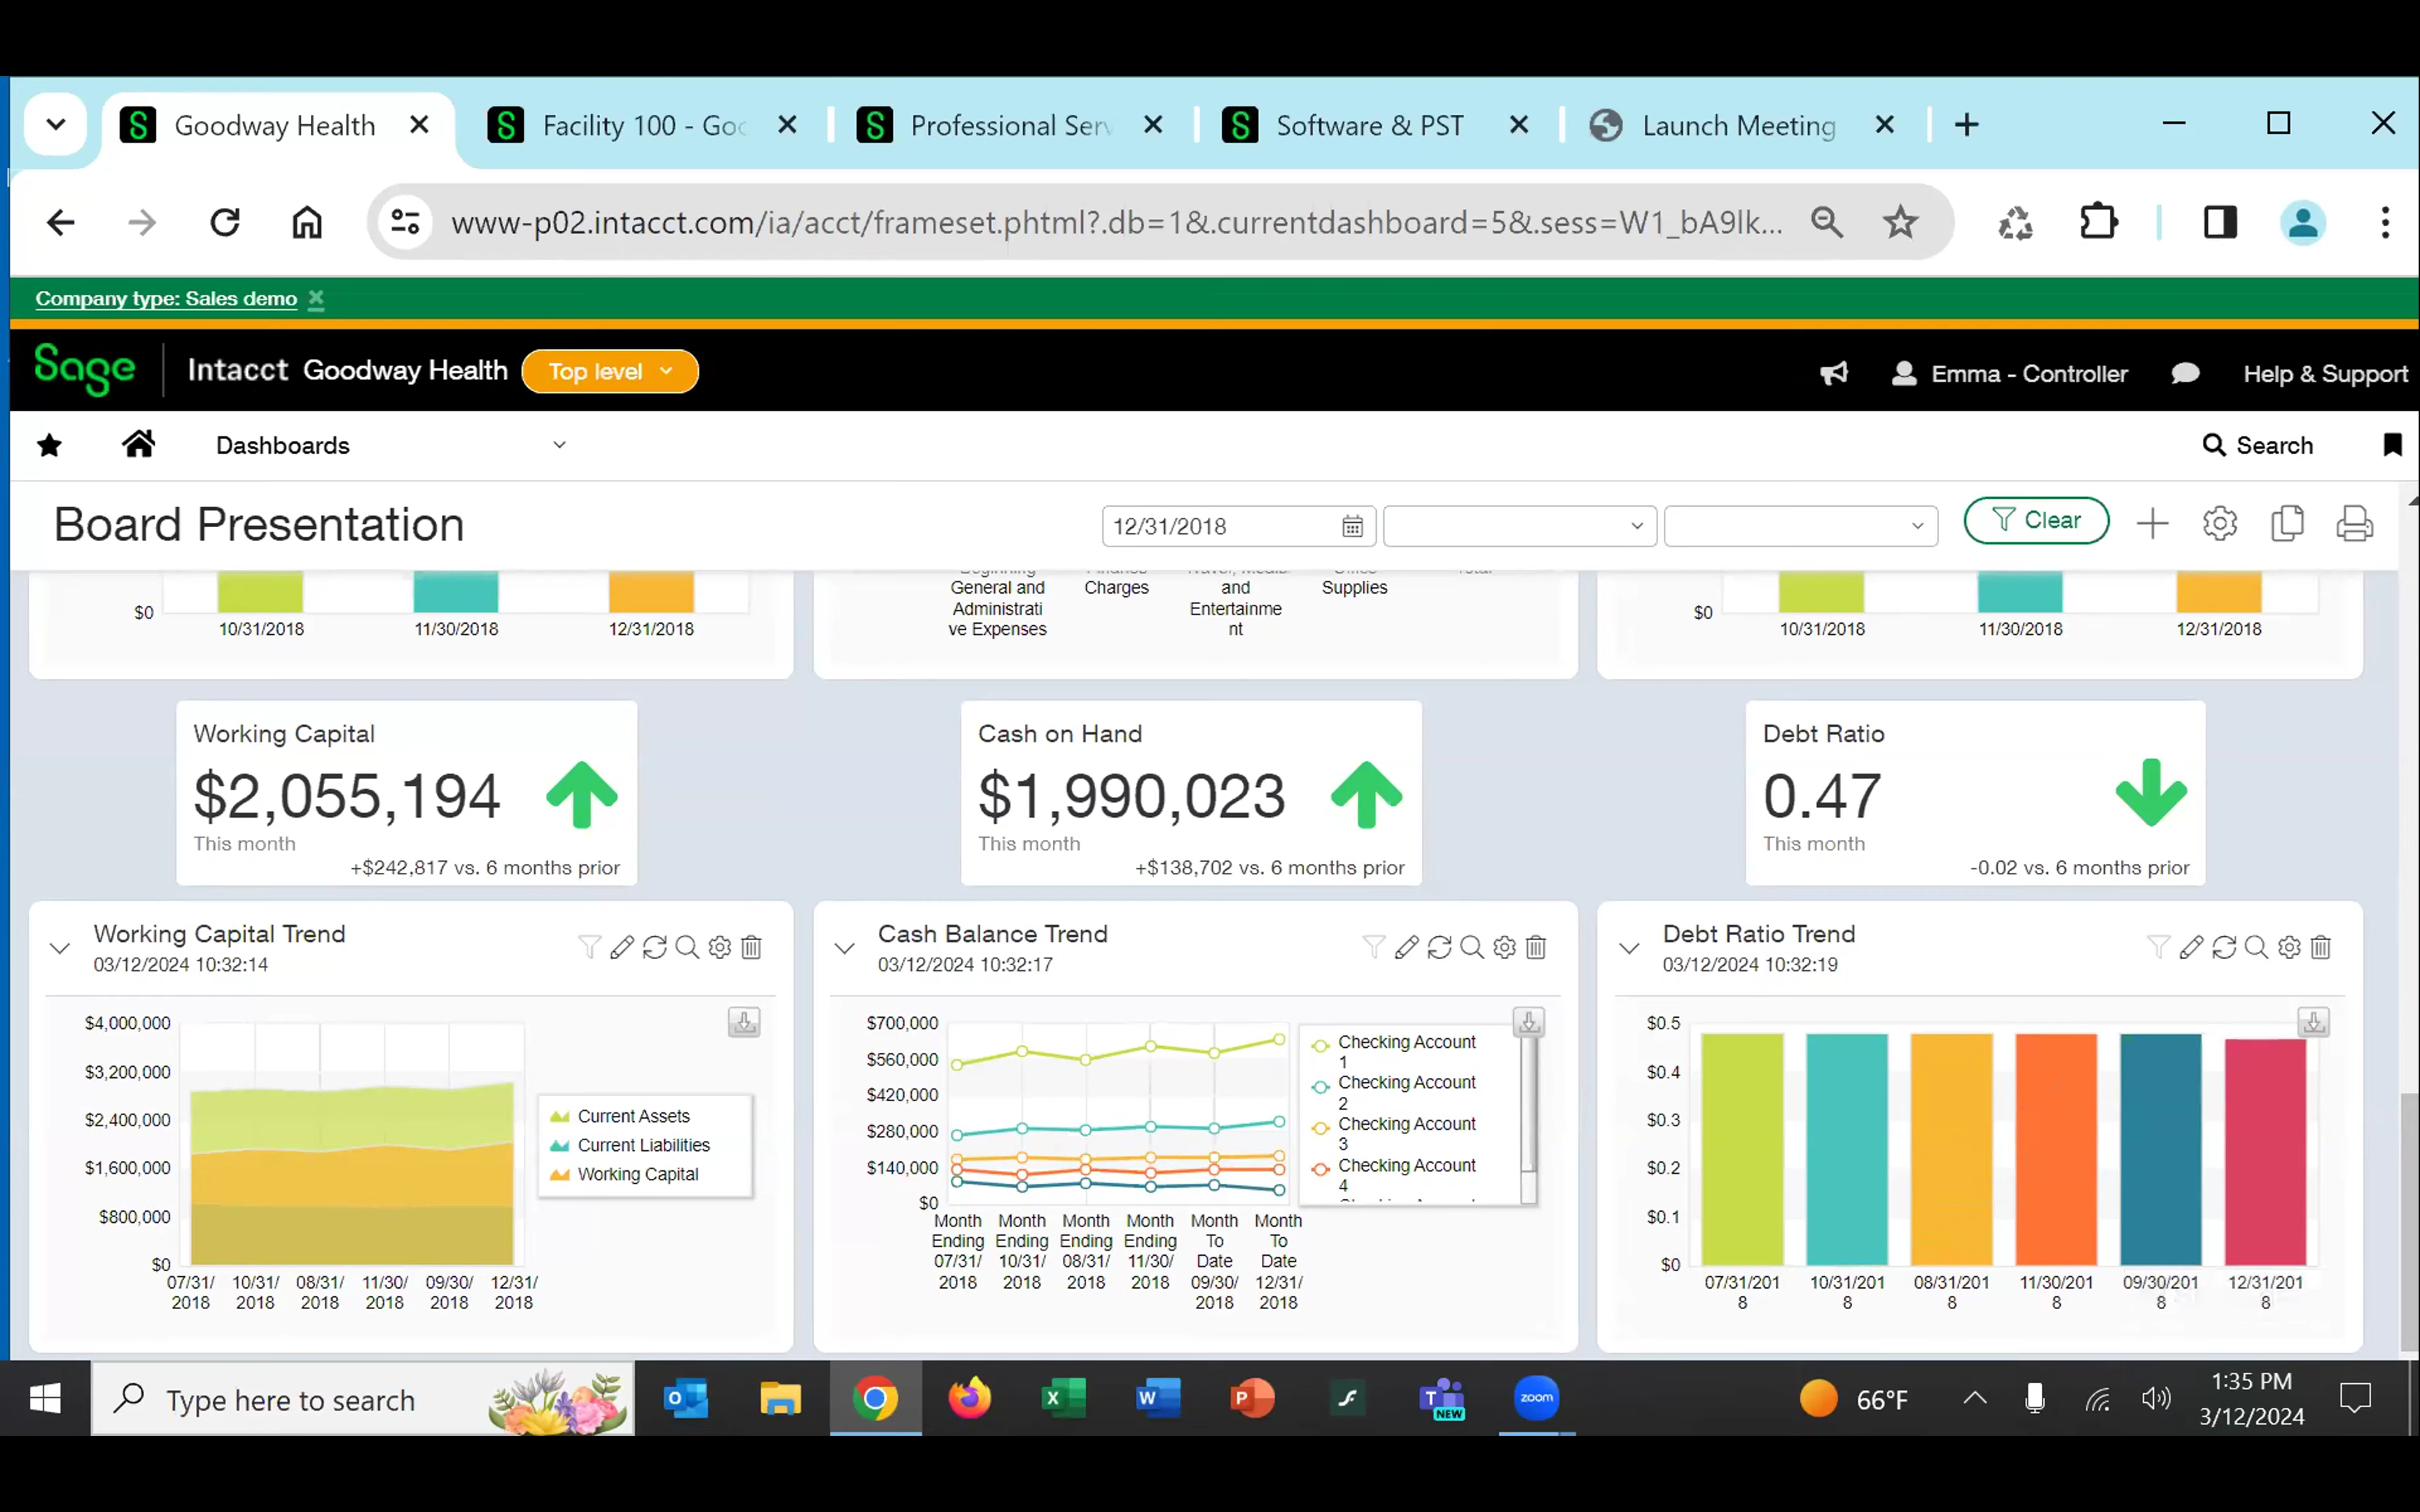 Goodway Health
Facility 100 - Goo
Professional Serv
Software & PST
Launch Meeting
www-p02.intacct.com/ia/acct/frameset.phtml?.db=1&.currentdashboard=5&.sess=W1_bA9lk...
Company type: Sales demo
Sage
Intacct Goodway Health
Top level
Emma - Controller
Help & Support
Dashboards
Search
Board Presentation
12/31/2018
Clear
$0
10/31/2018
11/30/2018
12/31/2018
General and
Administrati
ve Expenses
Charges
and
Entertainme
nt
Supplies
$0
10/31/2018
11/30/2018
12/31/2018
Working Capital
$2,055,194
This month
+$242,817 vs. 6 months prior
Cash on Hand
$1,990,023
This month
+$138,702 vs. 6 months prior
Debt Ratio
0.47
This month
-0.02 vs. 6 months prior
Working Capital Trend
03/12/2024 10:32:14
$4,000,000
$3,200,000
$2,400,000
$1,600,000
$800,000
$0
07/31/
2018
10/31/
2018
08/31/
2018
11/30/
2018
09/30/
2018
12/31/
2018
Current Assets
Current Liabilities
Working Capital
Cash Balance Trend
03/12/2024 10:32:17
$700,000
$560,000
$420,000
$280,000
$140,000
$0
Month
Ending
07/31/
2018
Month
Ending
10/31/
2018
Month
Ending
08/31/
2018
Month
Ending
11/30/
2018
Month
To
Date
09/30/
2018
Month
To
Date
12/31/
2018
Checking Account
1
Checking Account
2
Checking Account
3
Checking Account
4
Debt Ratio Trend
03/12/2024 10:32:19
$0.5
$0.4
$0.3
$0.2
$0.1
$0
07/31/201
8
10/31/201
8
08/31/201
8
11/30/201
8
09/30/201
8
12/31/201
8
Type here to search
NEW
zoom
66°F
1:35 PM
3/12/2024